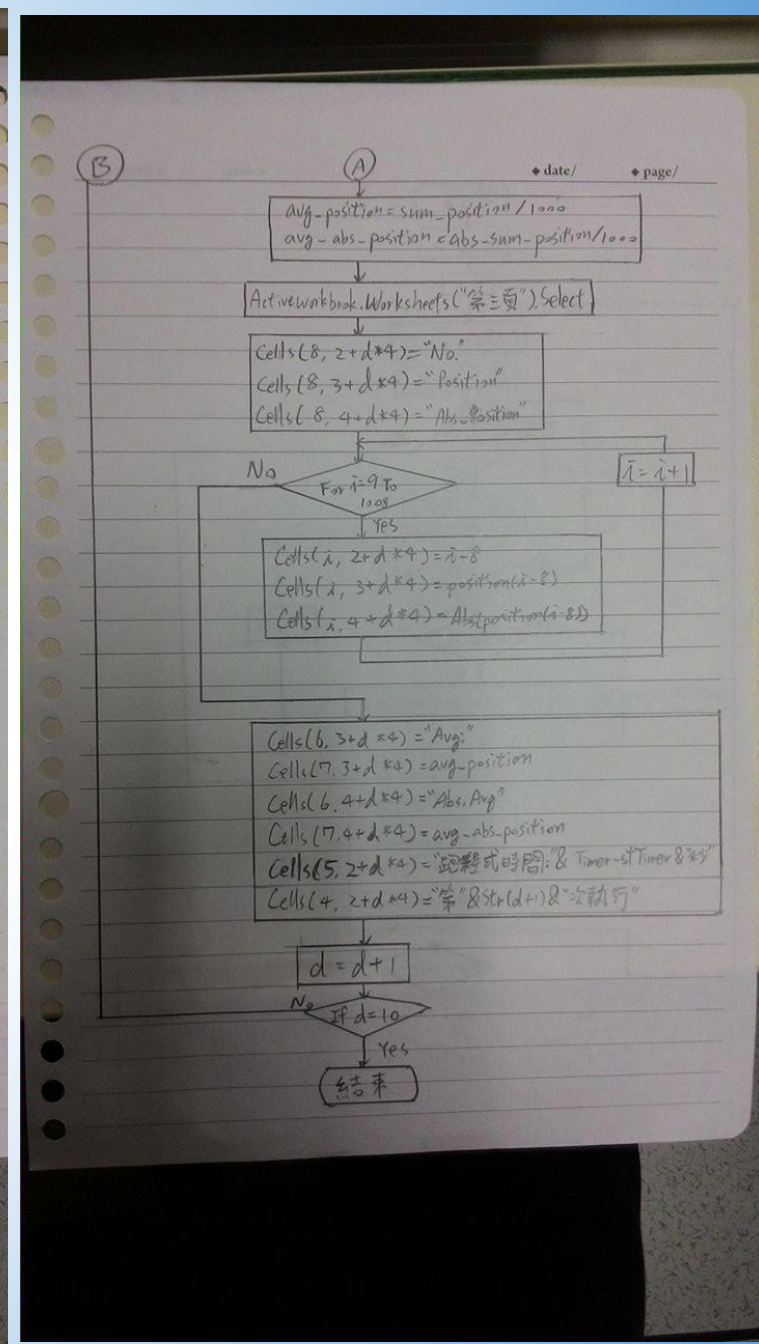 B
A
◆ date/ ◆ page/
avg-position = sum-position / 1000
avg-abs-position = abs-sum-position/1000
Activeworkbook.Worksheets("第三頁").Select
Cells(8, 2+d*4)="No."
Cells(8, 3+d*4)="Position"
Cells(8, 4+d*4)="Abs_Position"
No
For i=9 To
1008
i = i+1
Yes
Cells(i, 2+d*4)=i-8
Cells(i, 3+d*4)=position(i-8)
Cells(i, 4+d*4)=Abs(position(i-8))
Cells(6, 3+d*4)="Avg:"
Cells(7, 3+d*4)=avg-position
Cells(6, 4+d*4)="Abs.Avg"
Cells(7, 4+d*4)=avg-abs-position
Cells(5, 2+d*4)="跑程式時間:"& Timer-stTimer &"秒"
Cells(4, 2+d*4)="第"&Str(d+1)&"次執行"
d = d+1
No
If d=10
Yes
結束